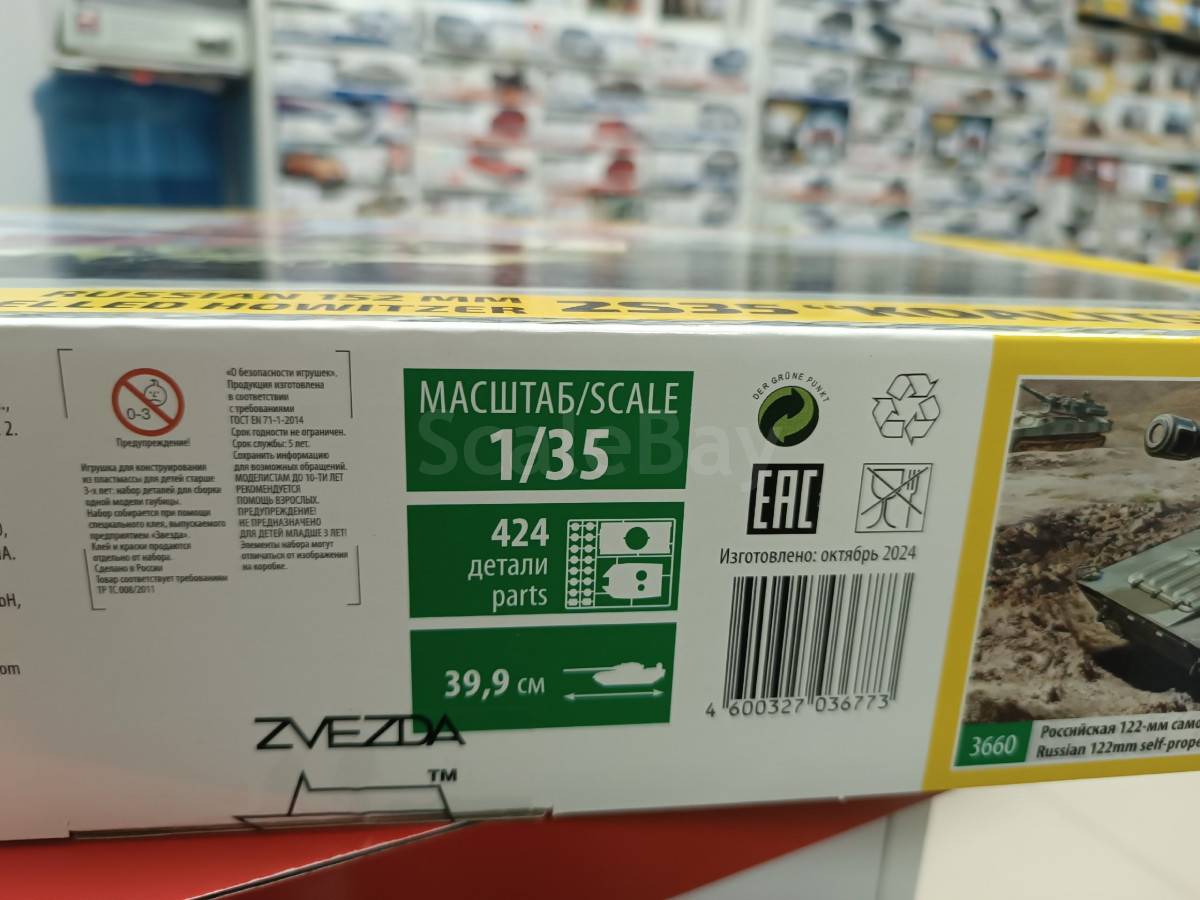 RUSSIAN 152 MM
ELLED HOWITZER 2S35 "KOALITS
0-3
Предупреждение!
Игрушка для конструирования
из пластмассы для детей старше
3-х лет: набор деталей для сборки
одной модели гаубицы.
Набор собирается при помощи
специального клея, выпускаемого
предприятием «Звезда».
Клей и краски продаются
отдельно от набора.
Сделано в России
Товар соответствует требованиям
ТР ТС.008/2011
«О безопасности игрушек».
Продукция изготовлена
в соответствии
с требованиями
ГОСТ EN 71-1-2014
Срок годности не ограничен.
Срок службы: 5 лет.
Сохранить информацию
для возможных обращений.
МОДЕЛИСТАМ ДО 10-ТИ ЛЕТ
РЕКОМЕНДУЕТСЯ
ПОМОЩЬ ВЗРОСЛЫХ.
ПРЕДУПРЕЖДЕНИЕ!
НЕ ПРЕДНАЗНАЧЕНО
ДЛЯ ДЕТЕЙ МЛАДШЕ 3 ЛЕТ!
Элементы набора могут
отличаться от изображения
на коробке.
МАСШТАБ/SCALE
1/35
ScaleBay
424
детали
parts
39,9 см
DER GRÜNE PUNKT
EAC
Изготовлено: октябрь 2024
4 600327 036773
ZVEZDA
TM
3660
Российская 122-мм само
Russian 122mm self-prope